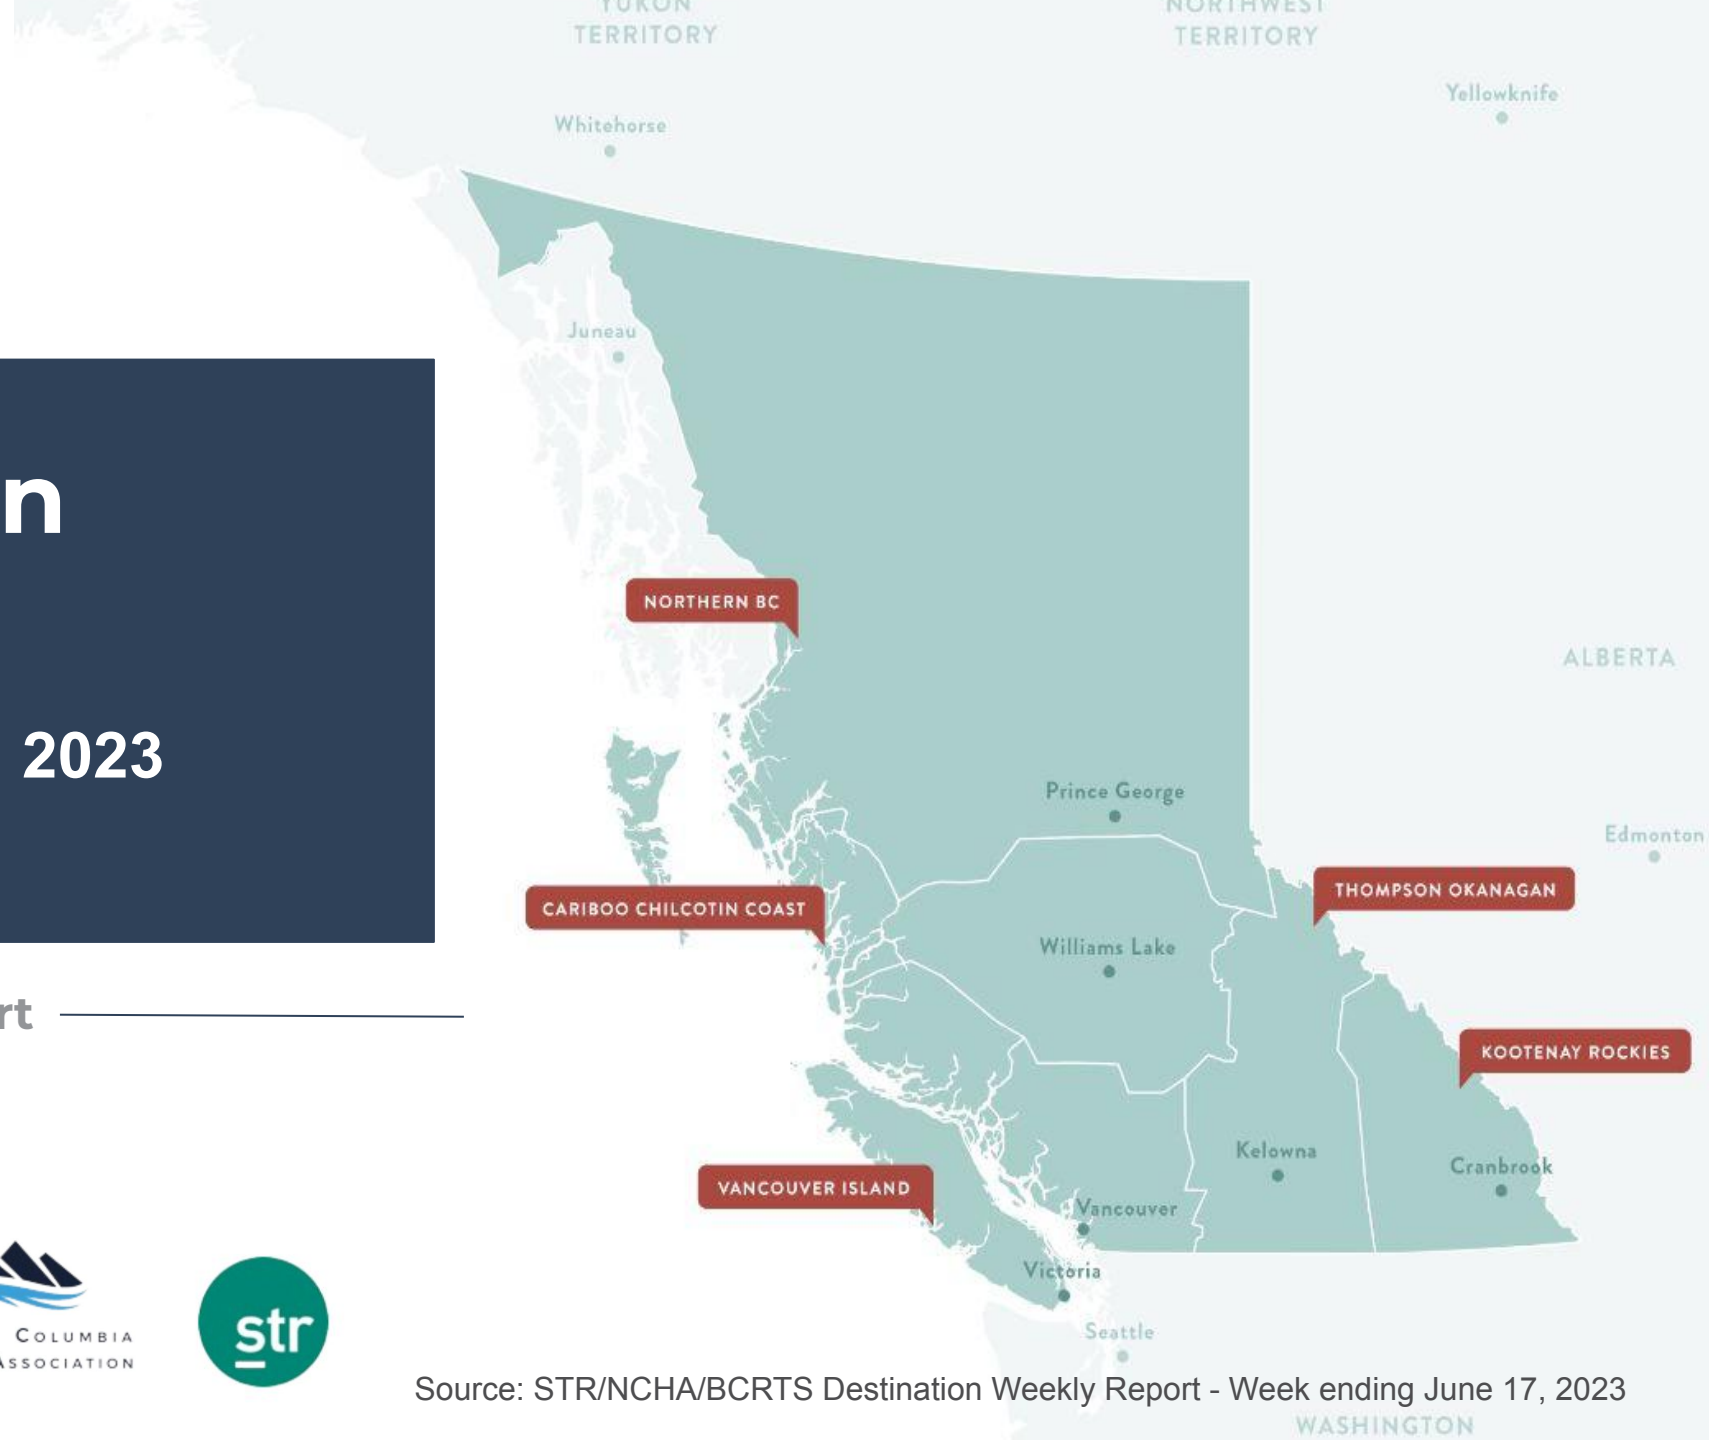 YUKON
TERRITORY
NORTHWEST
TERRITORY
Yellowknife
Whitehorse
Juneau
n
NORTHERN BC
ALBERTA
2023
Prince George
Edmonton
THOMPSON OKANAGAN
CARIBOO CHILCOTIN COAST
Williams Lake
rt
KOOTENAY ROCKIES
Kelowna
Cranbrook
VANCOUVER ISLAND
Vancouver
Victoria
COLUMBIA
ASSOCIATION
str
Seattle
Source: STR/NCHA/BCRTS Destination Weekly Report - Week ending June 17, 2023
WASHINGTON